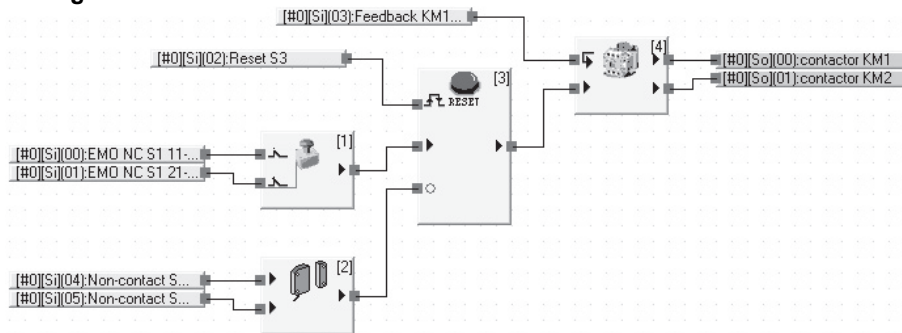 [#0][Si](03):Feedback KM1...
[4]
[#0][So](00):contactor KM1
[#0][So](01):contactor KM2
[#0][Si](02):Reset S3
[3]
RESET
[1]
[#0][Si](00):EMO NC S1 11-...
[#0][Si](01):EMO NC S1 21-...
[2]
[#0][Si](04):Non-contact S...
[#0][Si](05):Non-contact S...